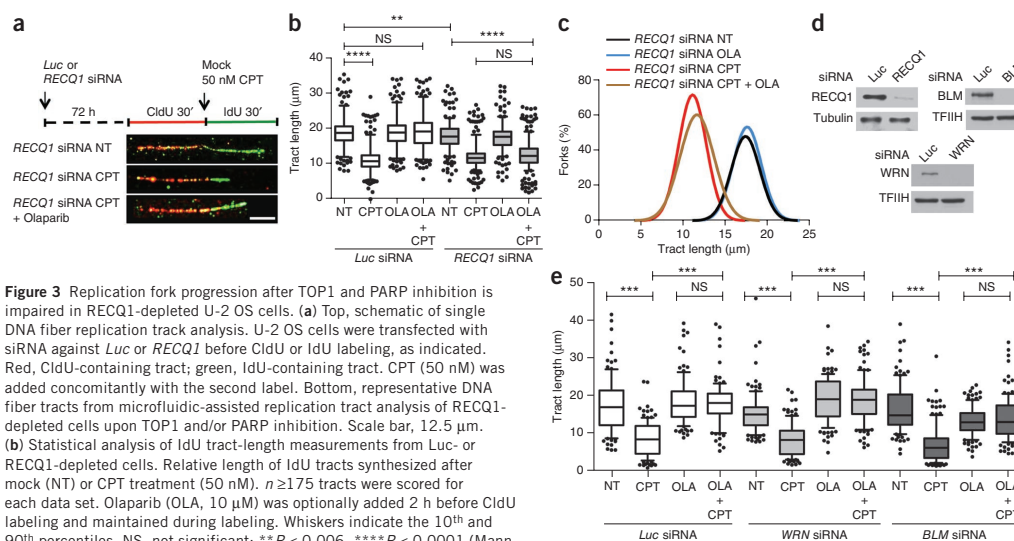 a
Luc or
RECQ1 siRNA
Mock
50 nM CPT
72 h
CldU 30′
IdU 30′
RECQ1 siRNA NT
RECQ1 siRNA CPT
RECQ1 siRNA CPT
+ Olaparib
b
**
NS
****
****
NS
Tract length (μm)
40
30
20
10
0
NT
CPT
OLA
OLA
+
CPT
NT
CPT
OLA
OLA
+
CPT
Luc siRNA
RECQ1 siRNA
c
RECQ1 siRNA NT
RECQ1 siRNA OLA
RECQ1 siRNA CPT
RECQ1 siRNA CPT + OLA
Forks (%)
80
60
40
20
0
0
5
10
15
20
25
Tract length (μm)
d
siRNA
Luc
RECQ1
RECQ1
Tubulin
siRNA
Luc
BL
BLM
TFIIH
siRNA
Luc
WRN
WRN
TFIIH
Figure 3 Replication fork progression after TOP1 and PARP inhibition is
impaired in RECQ1-depleted U-2 OS cells. (a) Top, schematic of single
DNA fiber replication track analysis. U-2 OS cells were transfected with
siRNA against Luc or RECQ1 before CldU or IdU labeling, as indicated.
Red, CldU-containing tract; green, IdU-containing tract. CPT (50 nM) was
added concomitantly with the second label. Bottom, representative DNA
fiber tracts from microfluidic-assisted replication tract analysis of RECQ1-
depleted cells upon TOP1 and/or PARP inhibition. Scale bar, 12.5 μm.
(b) Statistical analysis of IdU tract-length measurements from Luc- or
RECQ1-depleted cells. Relative length of IdU tracts synthesized after
mock (NT) or CPT treatment (50 nM). n ≥175 tracts were scored for
each data set. Olaparib (OLA, 10 μM) was optionally added 2 h before CldU
labeling and maintained during labeling. Whiskers indicate the 10th and
90th percentiles. NS, not significant; **P < 0.006, ****P < 0.0001 (Mann
e
***
***
***
***
NS
***
NS
***
NS
Tract length (μm)
50
40
30
20
10
0
NT
CPT
OLA
OLA
+
CPT
NT
CPT
OLA
OLA
+
CPT
NT
CPT
OLA
OLA
+
CPT
Luc siRNA
WRN siRNA
BLM siRNA